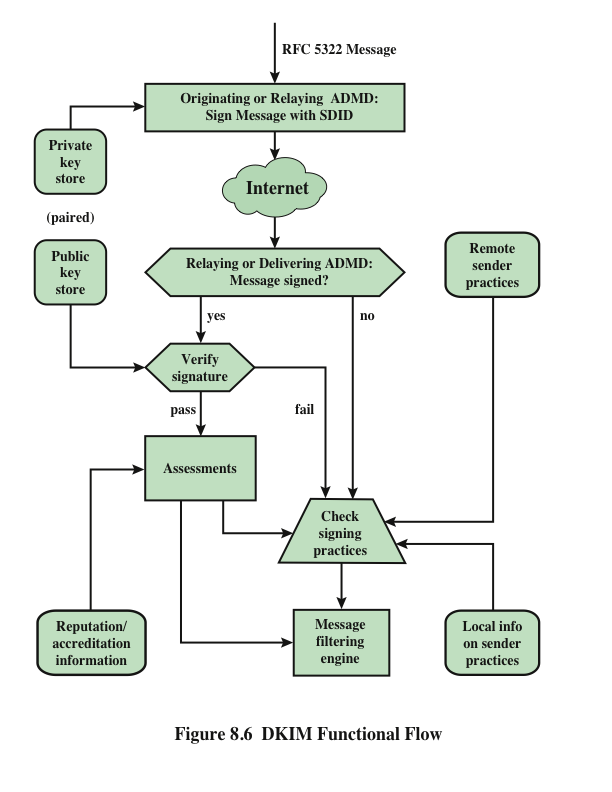 RFC 5322 Message
Originating or Relaying ADMD:
Sign Message with SDID
Private
key
store
Internet
(paired)
Public
key
store
Relaying or Delivering ADMD:
Message signed?
Remote
sender
practices
yes
no
Verify
signature
pass
fail
Assessments
Check
signing
practices
Reputation/
accreditation
information
Message
filtering
engine
Local info
on sender
practices
Figure 8.6 DKIM Functional Flow